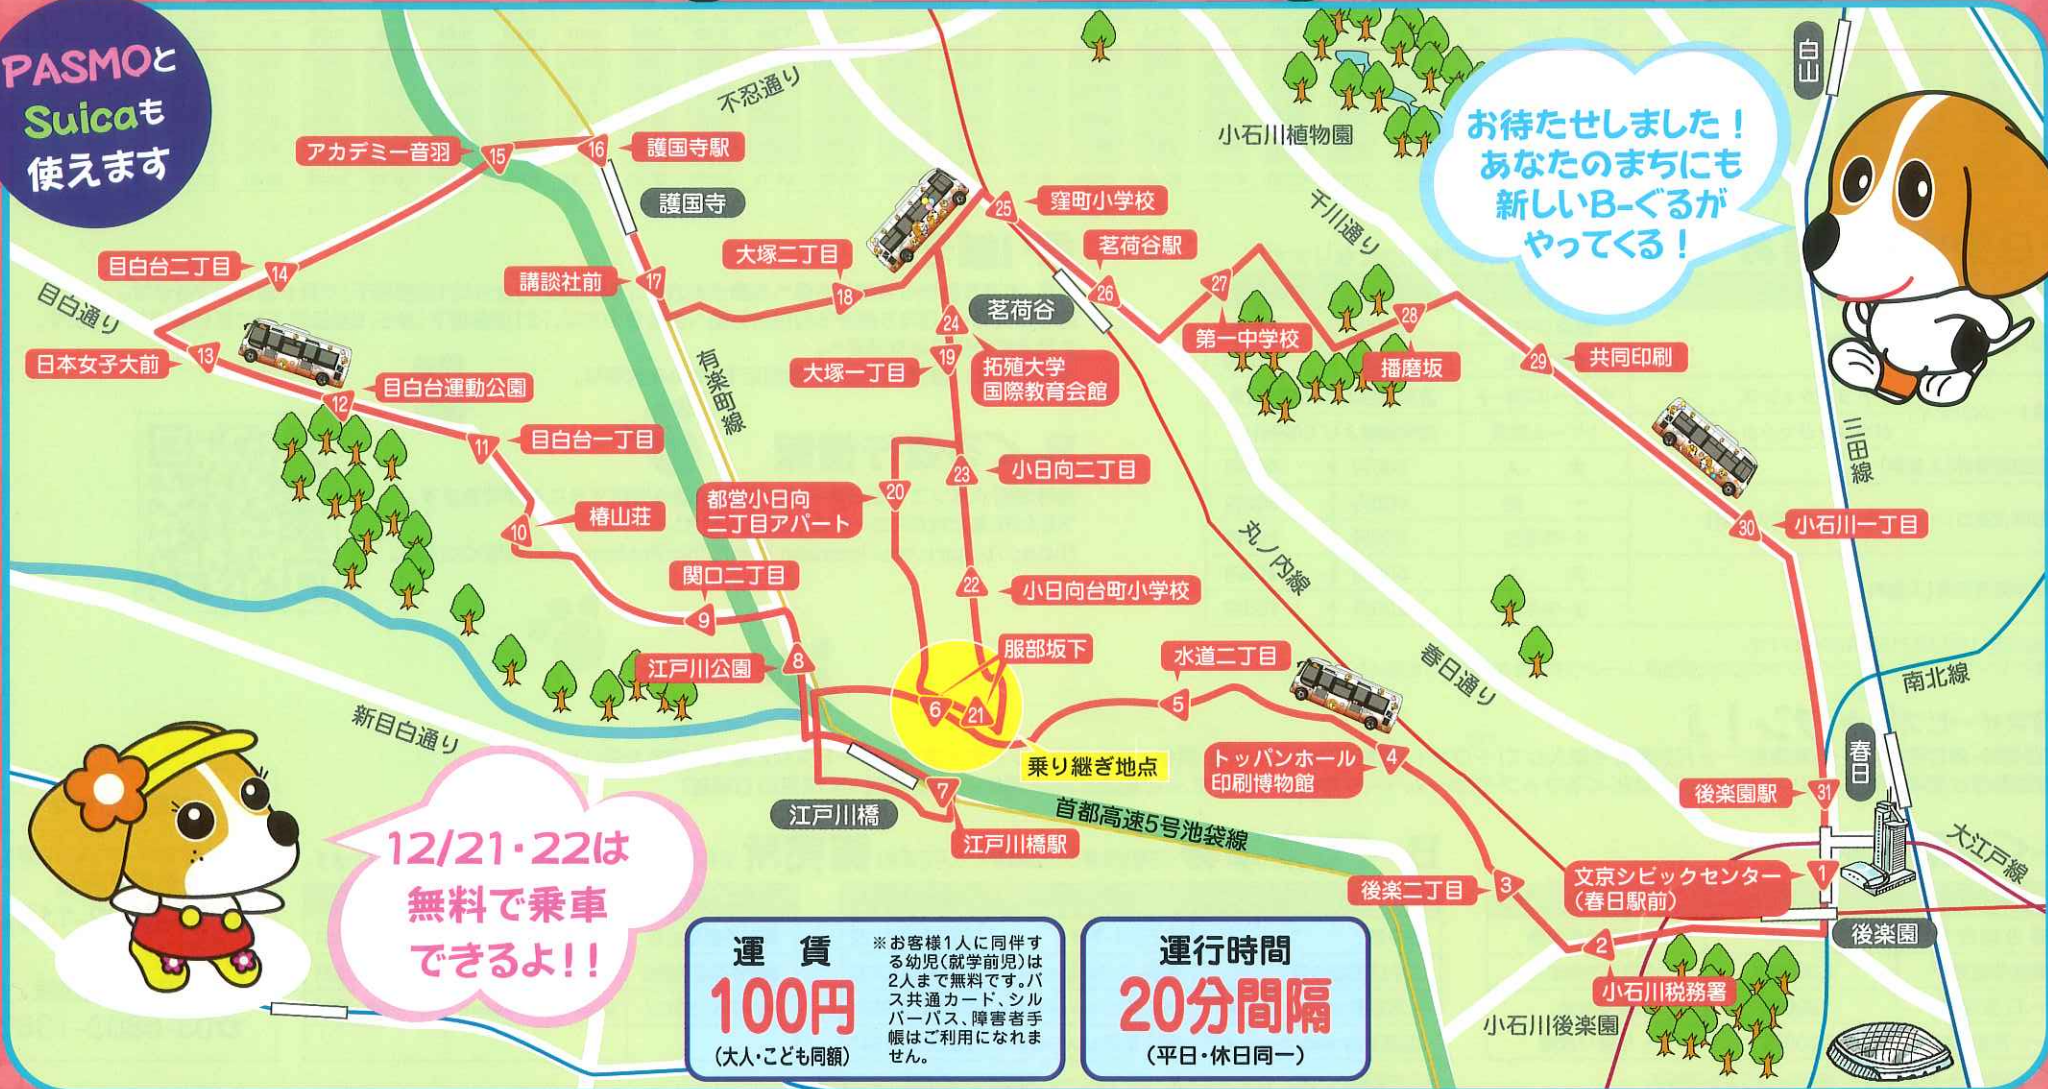 PASMOと
Suicaも
使えます
不忍通り
白山
小石川植物園
お待たせしました！
あなたのまちにも
新しいB-ぐるが
やってくる！
アカデミー音羽
15
16
護国寺駅
護国寺
25
窪町小学校
千川通り
茗荷谷駅
26
目白台二丁目
14
講談社前
17
大塚二丁目
18
27
第一中学校
28
播磨坂
目白通り
24
茗荷谷
29
共同印刷
日本女子大前
13
有楽町線
大塚一丁目
19
拓殖大学
国際教育会館
目白台運動公園
12
11
目白台一丁目
三田線
23
小日向二丁目
都営小日向
二丁目アパート
20
10
椿山荘
丸ノ内線
30
小石川一丁目
関口二丁目
9
22
小日向台町小学校
江戸川公園
8
服部坂下
6
21
水道二丁目
5
春日通り
南北線
新目白通り
乗り継ぎ地点
トッパンホール
印刷博物館
4
春日
後楽園駅
31
7
江戸川橋
江戸川橋駅
首都高速5号池袋線
大江戸線
12/21・22は
無料で乗車
できるよ！！
後楽二丁目
3
文京シビックセンター
（春日駅前）
1
後楽園
2
小石川税務署
小石川後楽園
運賃
100円
（大人・こども同額）
※お客様1人に同伴す
る幼児（就学前児）は
2人まで無料です。バ
ス共通カード、シル
バーパス、障害者手
帳はご利用になれま
せん。
運行時間
20分間隔
（平日・休日同一）